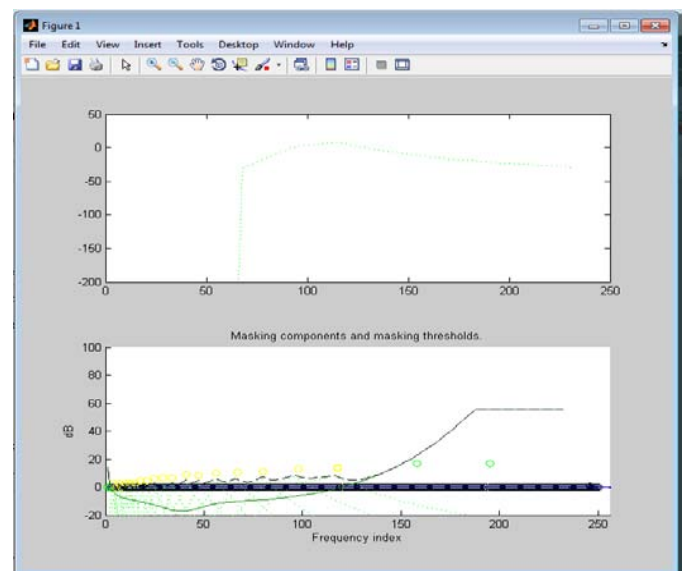 Figure 1
File Edit View Insert Tools Desktop Window Help
50
0
-50
-100
-150
-200
0 50 100 150 200 250
Masking components and masking thresholds.
100
80
60
40
20
0
-20
dB
0 50 100 150 200 250
Frequency index